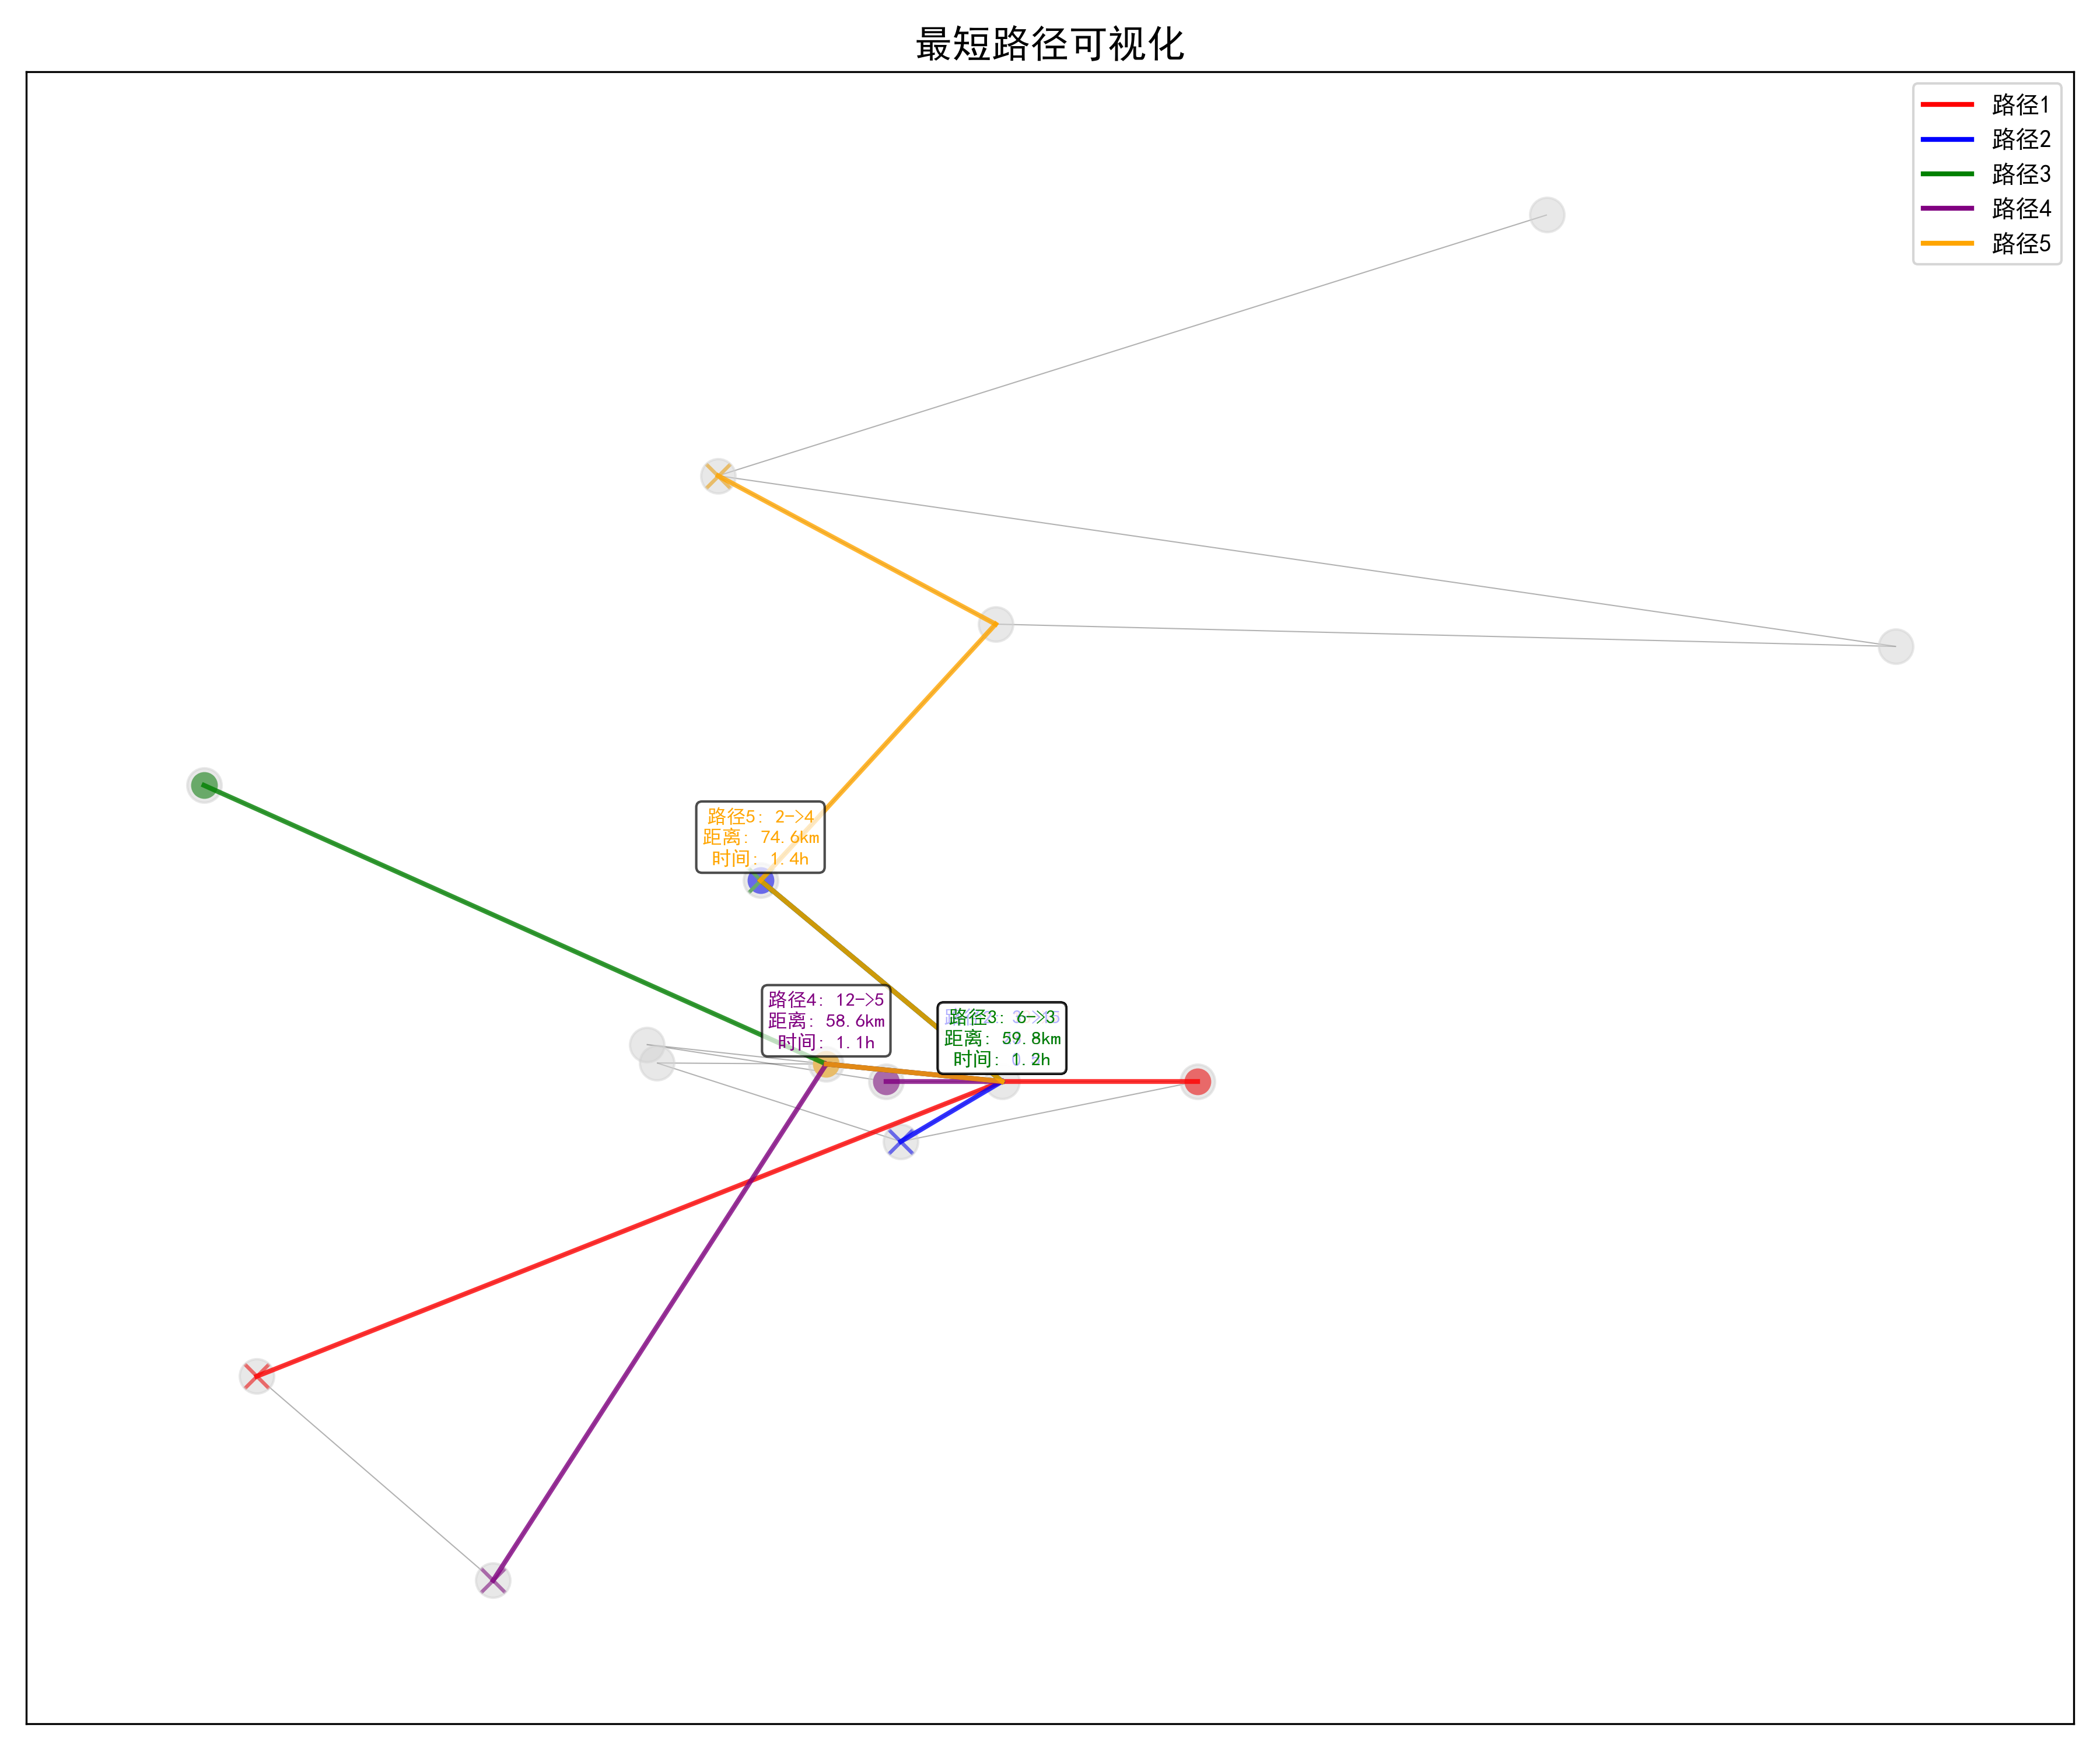 最短路径可视化
路径1
路径2
路径3
路径4
路径5
路径5: 2->4
距离: 74.6km
时间: 1.4h
路径4: 12->5
距离: 58.6km
时间: 1.1h
路径3: 6->3
距离: 59.8km
时间: 1.2h